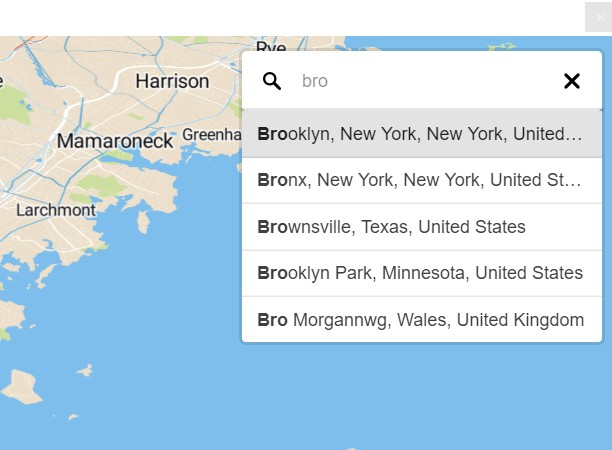 Rye
Harrison
Mamaroneck
Greenha
Larchmont
bro
Brooklyn, New York, New York, United...
Bronx, New York, New York, United St...
Brownsville, Texas, United States
Brooklyn Park, Minnesota, United States
Bro Morgannwg, Wales, United Kingdom